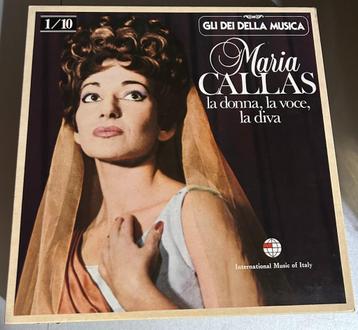 1/10
GLI DEI DELLA MUSICA
Maria
CALLAS
la donna, la voce,
la diva
International Music of Italy